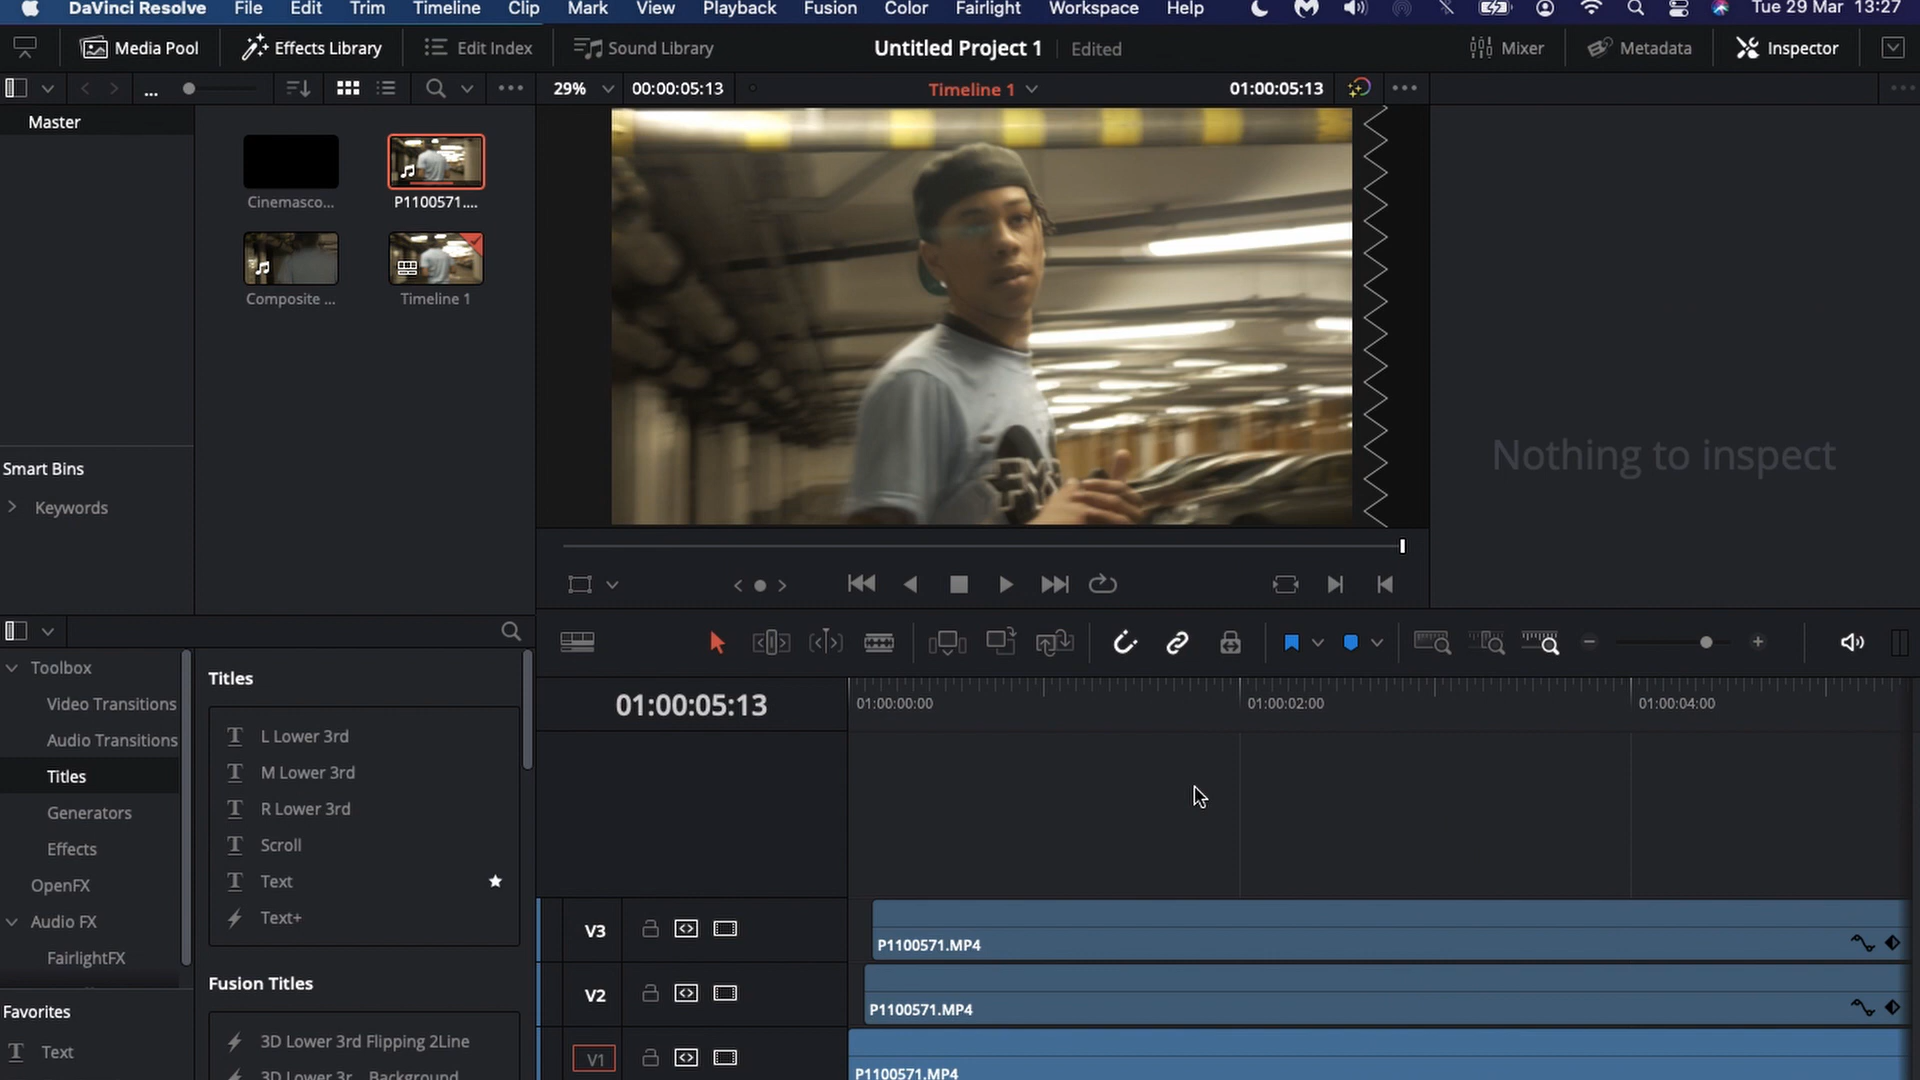 DaVinci Resolve File Edit Trim Timeline Clip Mark View Playback Fusion Color Fairlight Workspace Help Tue 29 Mar 13:27
Media Pool Effects Library Edit Index Sound Library Untitled Project 1 Edited Mixer Metadata Inspector
... 29% 00:00:05:13 Timeline 1 01:00:05:13
Master
Cinemasco... P1100571....
Composite ... Timeline 1
Nothing to inspect
Smart Bins
Keywords
Toolbox
Video Transitions
Audio Transitions
Titles
Generators
Effects
OpenFX
Audio FX
FairlightFX
Favorites
Text
Titles
L Lower 3rd
M Lower 3rd
R Lower 3rd
Scroll
Text
Text+
Fusion Titles
3D Lower 3rd Flipping 2Line
3D Lower 3r... Background
01:00:05:13 01:00:00:00 01:00:02:00 01:00:04:00
V3 P1100571.MP4
V2 P1100571.MP4
V1 P1100571.MP4